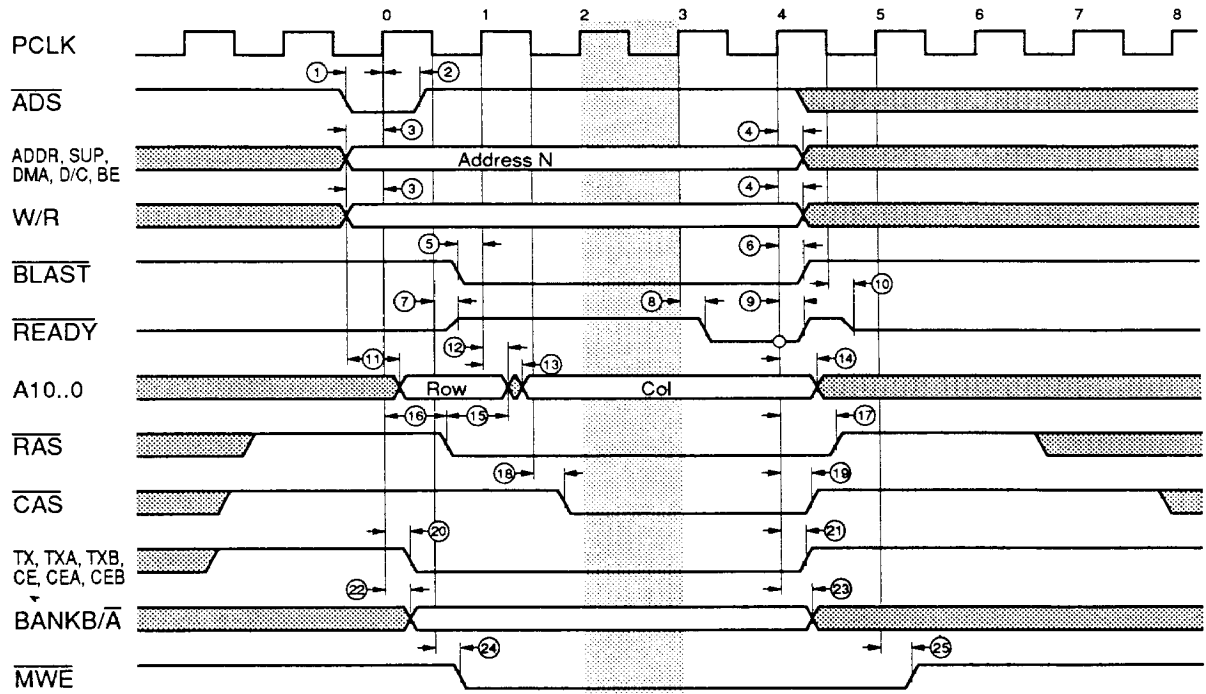 0 1 2 3 4 5 6 7 8
PCLK
1 2
ADS
3 4
ADDR, SUP,
DMA, D/C, BE
Address N
3 4
W/R
5 6
BLAST
10
7 8 9
READY
11 12 13 14
A10..0
Row Col
16 15 17
RAS
18 19
CAS
20 21
TX, TXA, TXB,
CE, CEA, CEB
22 23
BANKB/A
24 25
MWE